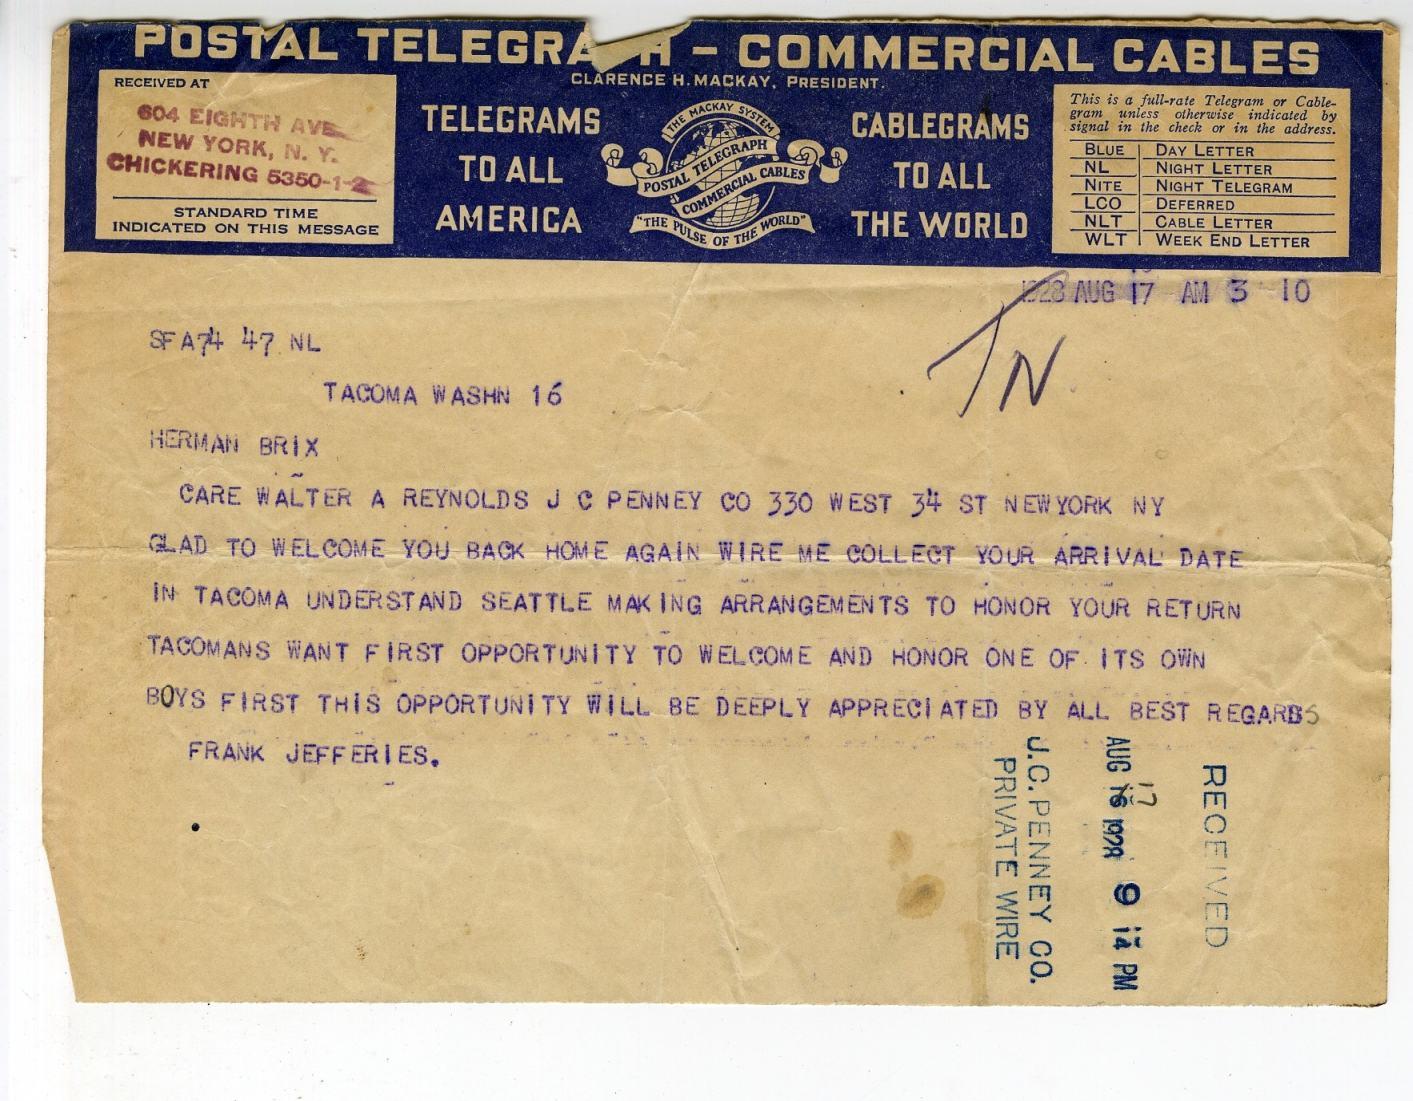 POSTAL TELEGRAPH - COMMERCIAL CABLES
CLARENCE H. MACKAY, PRESIDENT.
RECEIVED AT
604 EIGHTH AVE
NEW YORK, N. Y.
CHICKERING 5350-1-2
STANDARD TIME
INDICATED ON THIS MESSAGE
TELEGRAMS
TO ALL
AMERICA
THE MACKAY SYSTEM
POSTAL TELEGRAPH
COMMERCIAL CABLES
"THE PULSE OF THE WORLD"
CABLEGRAMS
TO ALL
THE WORLD
This is a full-rate Telegram or Cable-
gram unless otherwise indicated by
signal in the check or in the address.
BLUE DAY LETTER
NL NIGHT LETTER
NITE NIGHT TELEGRAM
LCO DEFERRED
NLT CABLE LETTER
WLT WEEK END LETTER
1928 AUG 17 AM 3 10
SFA74 47 NL
TACOMA WASHN 16
HERMAN BRIX
CARE WALTER A REYNOLDS J C PENNEY CO 330 WEST 34 ST NEWYORK NY
GLAD TO WELCOME YOU BACK HOME AGAIN WIRE ME COLLECT YOUR ARRIVAL DATE
IN TACOMA UNDERSTAND SEATTLE MAKING ARRANGEMENTS TO HONOR YOUR RETURN
TACOMANS WANT FIRST OPPORTUNITY TO WELCOME AND HONOR ONE OF ITS OWN
BOYS FIRST THIS OPPORTUNITY WILL BE DEEPLY APPRECIATED BY ALL BEST REGARDS
FRANK JEFFERIES.
RECEIVED
17
AUG 16 1928 9 14 PM
J.C. PENNEY CO.
PRIVATE WIRE